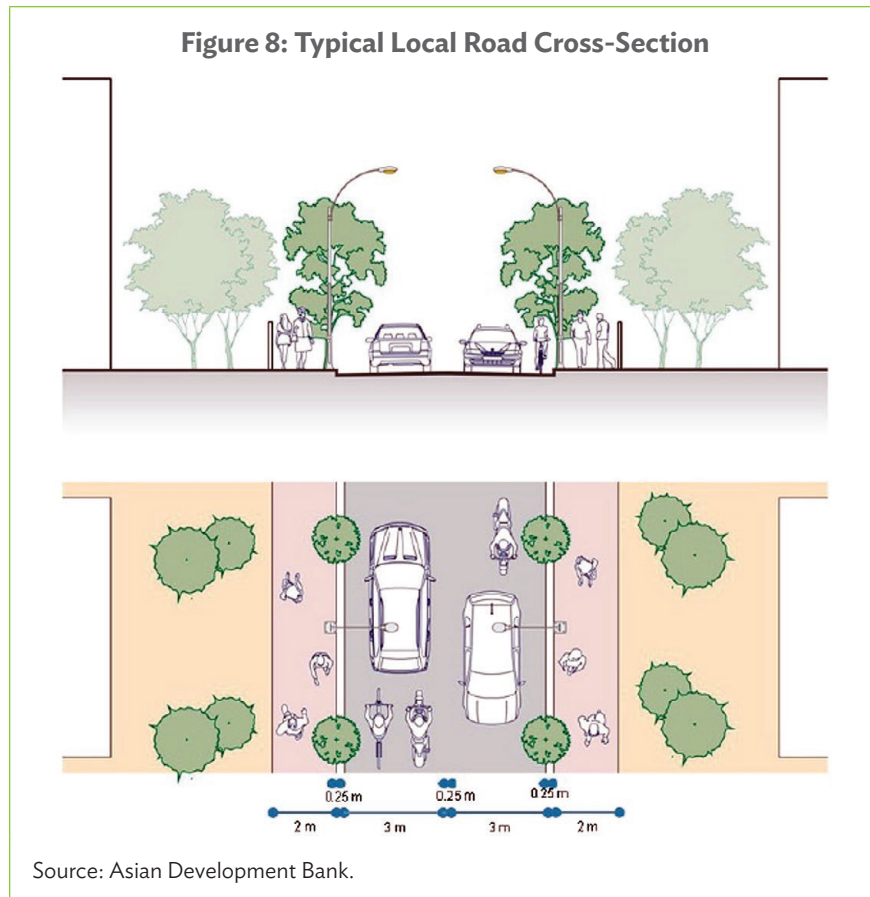 Figure 8: Typical Local Road Cross-Section
0.25 m 0.25 m 0.25 m
2 m 3 m 3 m 2 m
Source: Asian Development Bank.